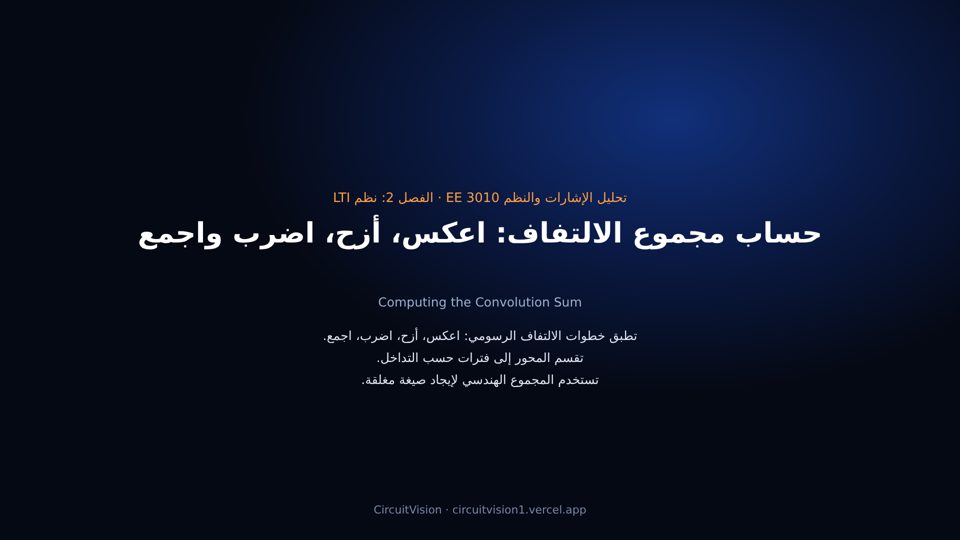 تحليل الإشارات والنظم EE 3010 · الفصل 2: نظم LTI
حساب مجموع الالتفاف: اعكس، أزح، اضرب واجمع
Computing the Convolution Sum
تطبق خطوات الالتفاف الرسومي: اعكس، أزح، اضرب، اجمع.
تقسم المحور إلى فترات حسب التداخل.
تستخدم المجموع الهندسي لإيجاد صيغة مغلقة.
CircuitVision · circuitvision1.vercel.app